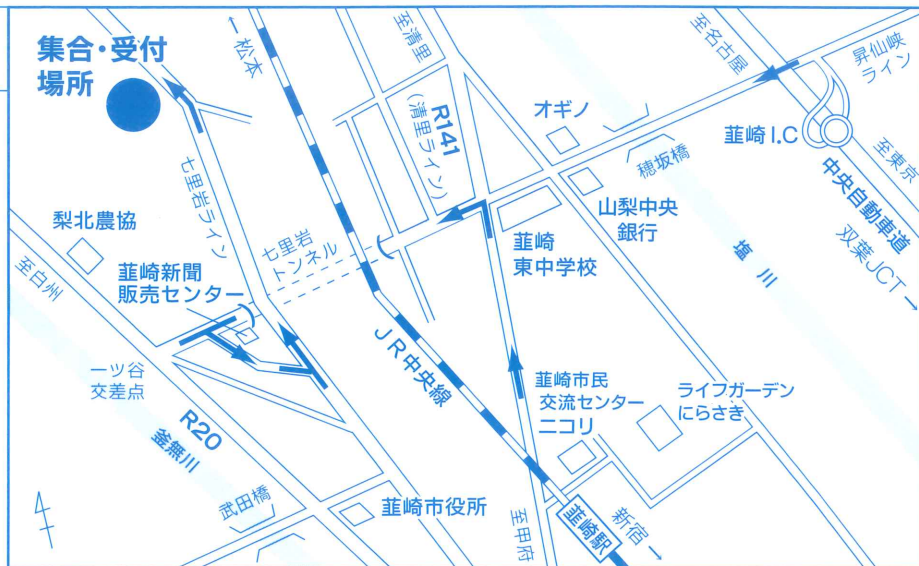 集合・受付
場所
←松本
至清里
R141
(清里ライン)
オギノ
至名古屋
昇仙峡
ライン
韮崎I.C
穂坂橋
至東京
中央自動車道
双葉JCT→
山梨中央
銀行
韮崎
東中学校
塩川
七里岩ライン
七里岩
トンネル
梨北農協
至白州
韮崎新聞
販売センター
一ツ谷
交差点
R20
釜無川
武田橋
JR中央線
韮崎市民
交流センター
ニコリ
ライフガーデン
にらさき
韮崎市役所
至甲府
韮崎駅
新宿→